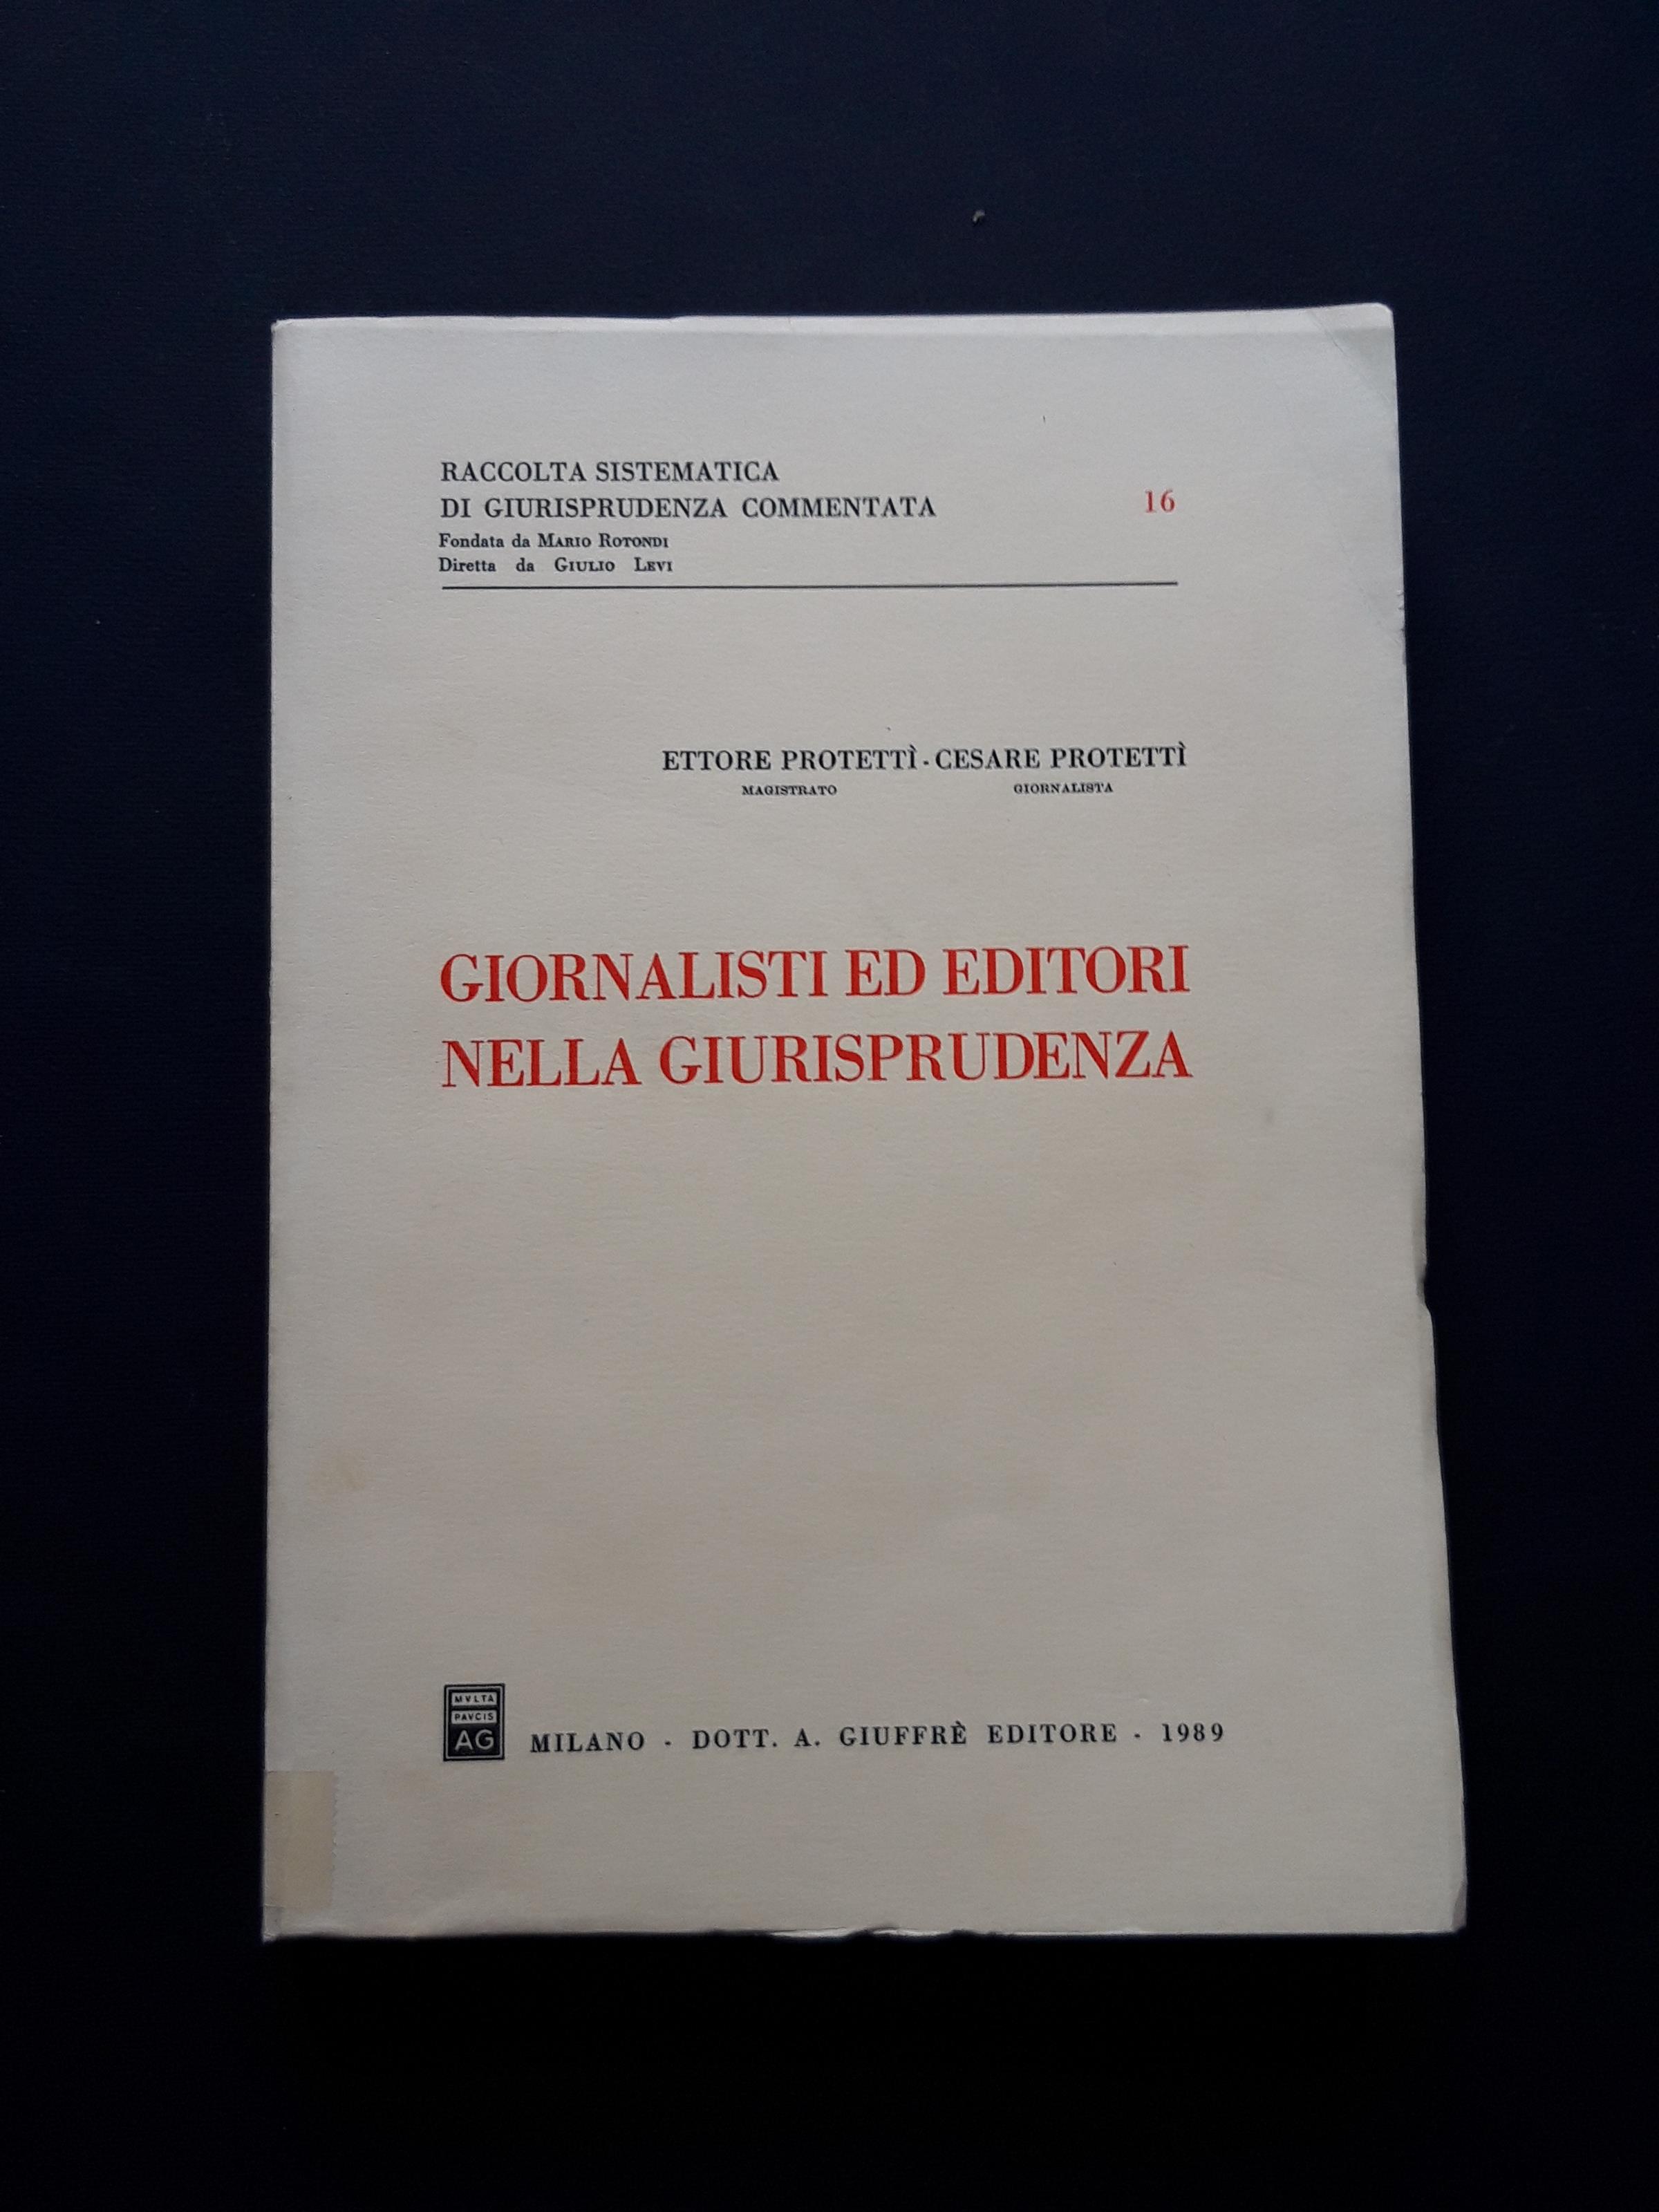 RACCOLTA SISTEMATICA
DI GIURISPRUDENZA COMMENTATA 16
Fondata da MARIO ROTONDI
Diretta da GIULIO LEVI
ETTORE PROTETTÌ - CESARE PROTETTÌ
MAGISTRATO GIORNALISTA
GIORNALISTI ED EDITORI
NELLA GIURISPRUDENZA
MVLTA
PAVCIS
AG
MILANO - DOTT. A. GIUFFRÈ EDITORE - 1989